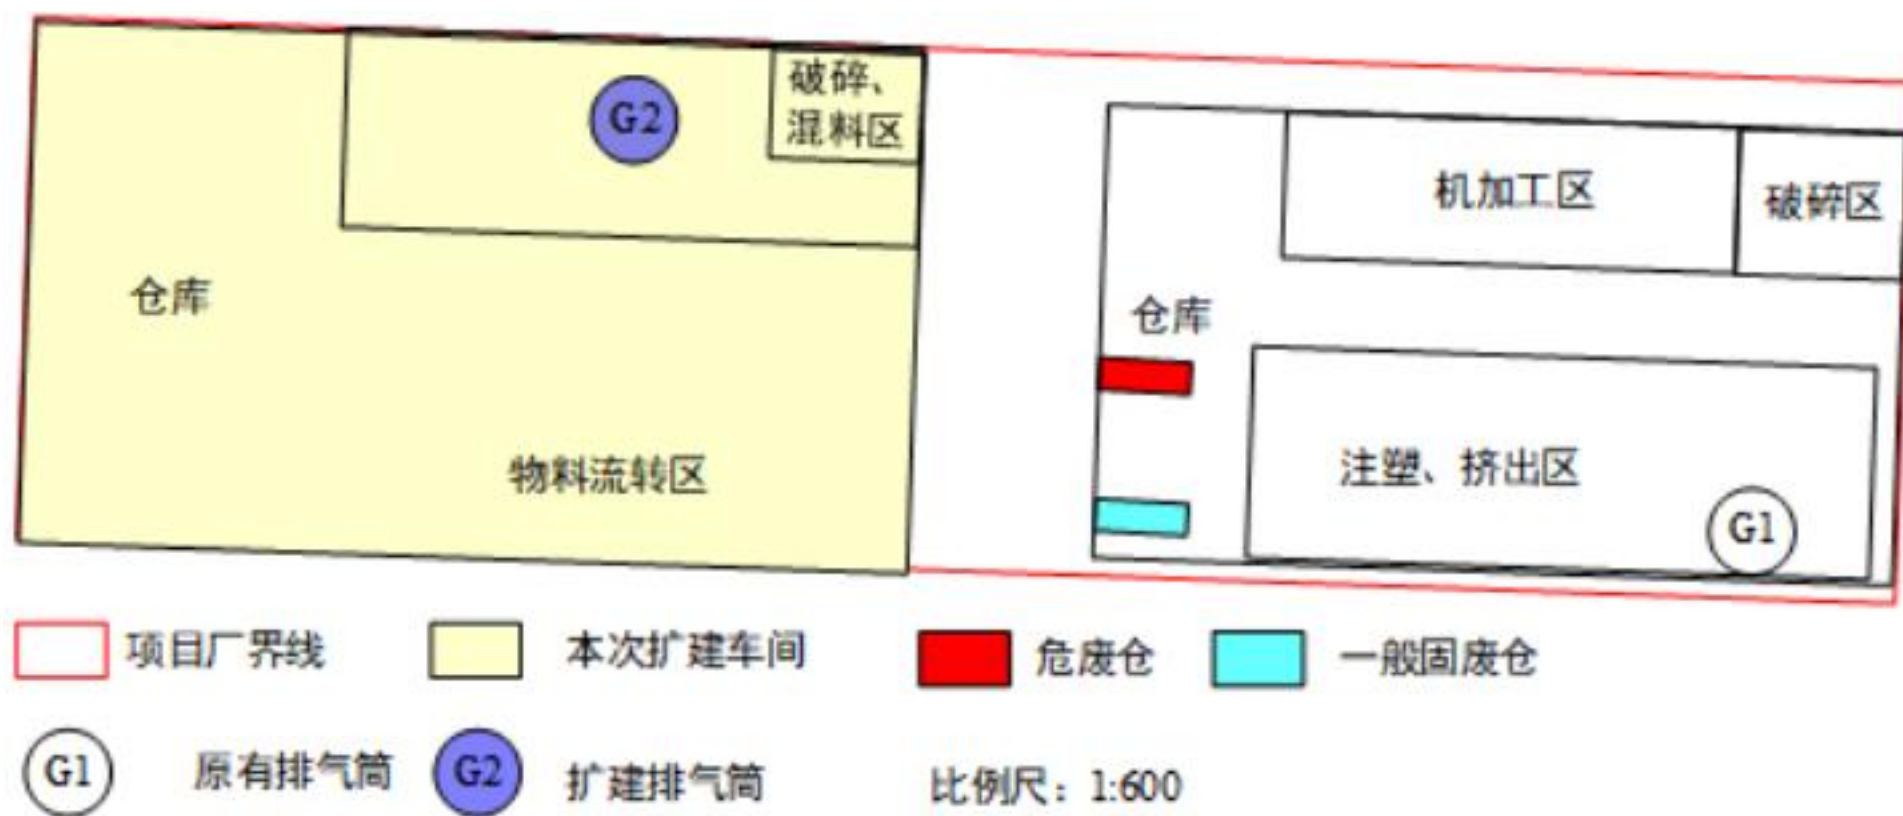 G2
破碎、
混料区
机加工区
破碎区
仓库
仓库
物料流转区
注塑、挤出区
G1
项目厂界线
本次扩建车间
危废仓
一般固废仓
G1
原有排气筒
G2
扩建排气筒
比例尺：1:600